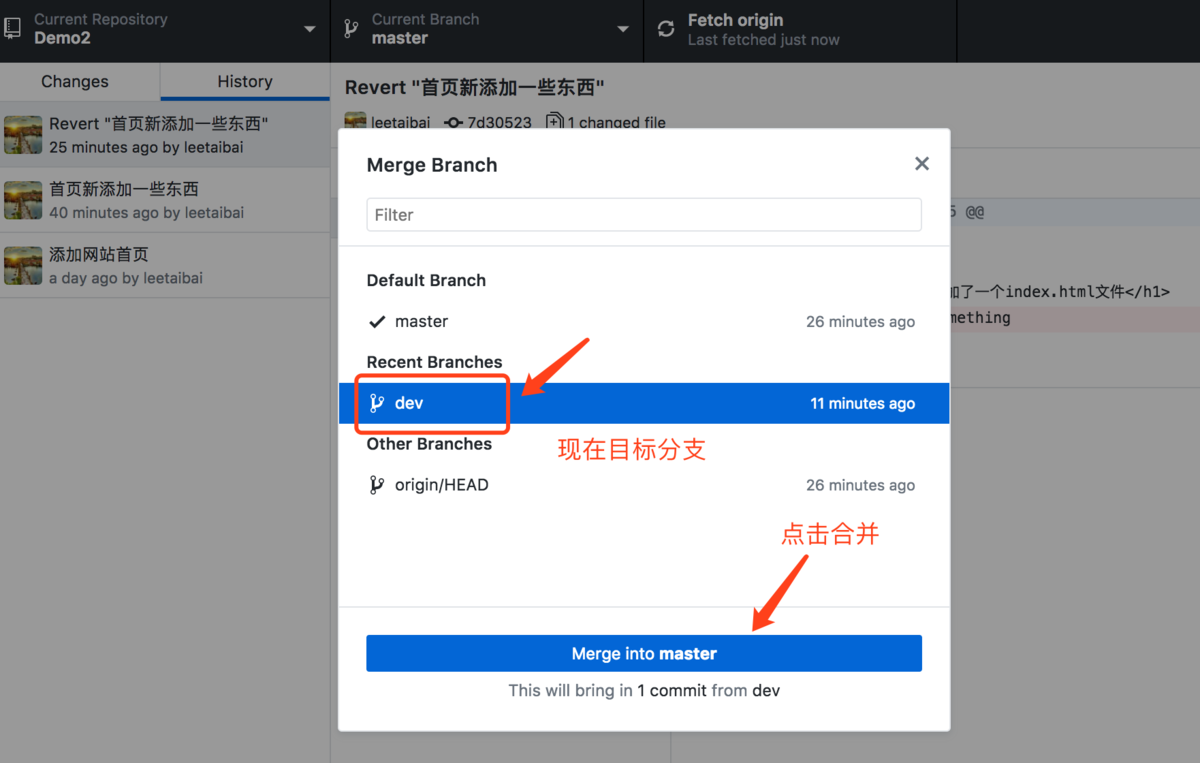 Current Repository
Demo2
Current Branch
master
Fetch origin
Last fetched just now
Changes
History
Revert "首页新添加一些东西"
25 minutes ago by leetaibai
首页新添加一些东西
40 minutes ago by leetaibai
添加网站首页
a day ago by leetaibai
Revert "首页新添加一些东西"
leetaibai 7d30523 1 changed file
5 @@
加了一个index.html文件</h1>
mething
Merge Branch
Filter
Default Branch
master 26 minutes ago
Recent Branches
dev 11 minutes ago
Other Branches
现在目标分支
origin/HEAD 26 minutes ago
点击合并
Merge into master
This will bring in 1 commit from dev